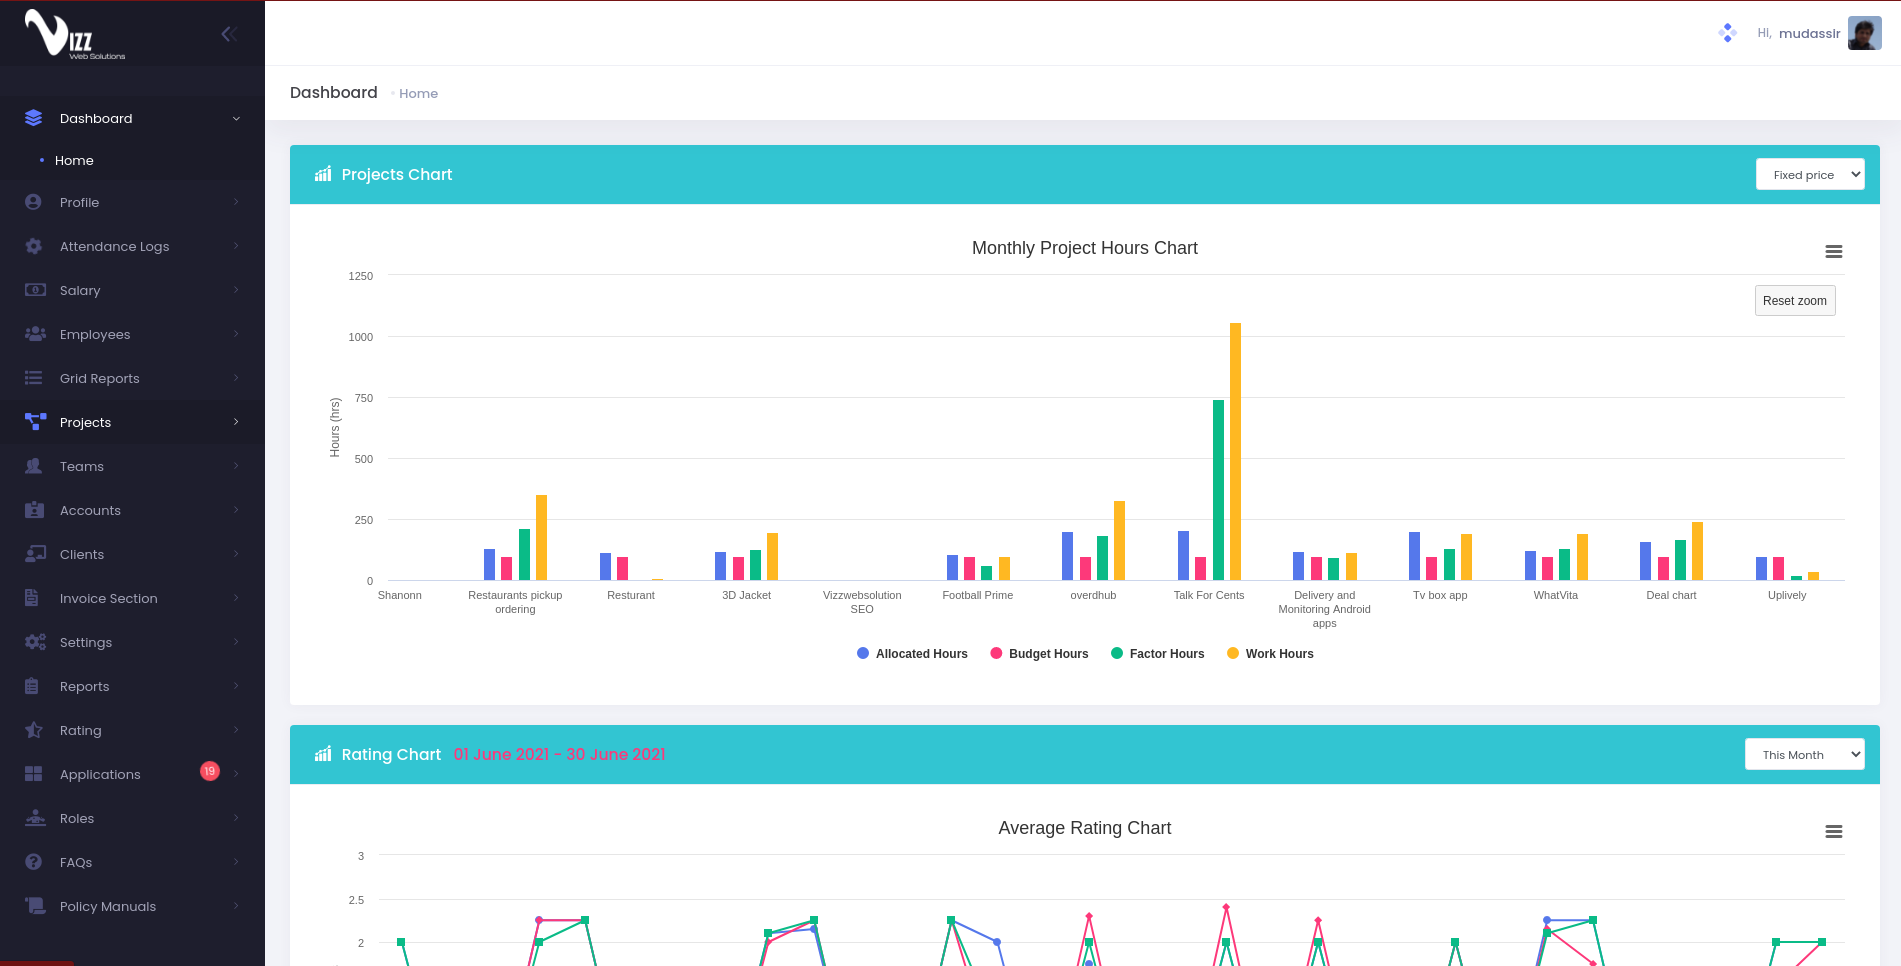 Vizz
Web Solutions
Hi, mudassir
Dashboard
Home
Dashboard
Home
Profile
Attendance Logs
Salary
Employees
Grid Reports
Projects
Teams
Accounts
Clients
Invoice Section
Settings
Reports
Rating
Applications 19
Roles
FAQs
Policy Manuals
Projects Chart
Fixed price
Monthly Project Hours Chart
Reset zoom
Hours (hrs)
1250
1000
750
500
250
0
Shanonn
Restaurants pickup
ordering
Resturant
3D Jacket
Vizzwebsolution
SEO
Football Prime
overdhub
Talk For Cents
Delivery and
Monitoring Android
apps
Tv box app
WhatVita
Deal chart
Uplively
Allocated Hours
Budget Hours
Factor Hours
Work Hours
Rating Chart 01 June 2021 - 30 June 2021
This Month
Average Rating Chart
3
2.5
2